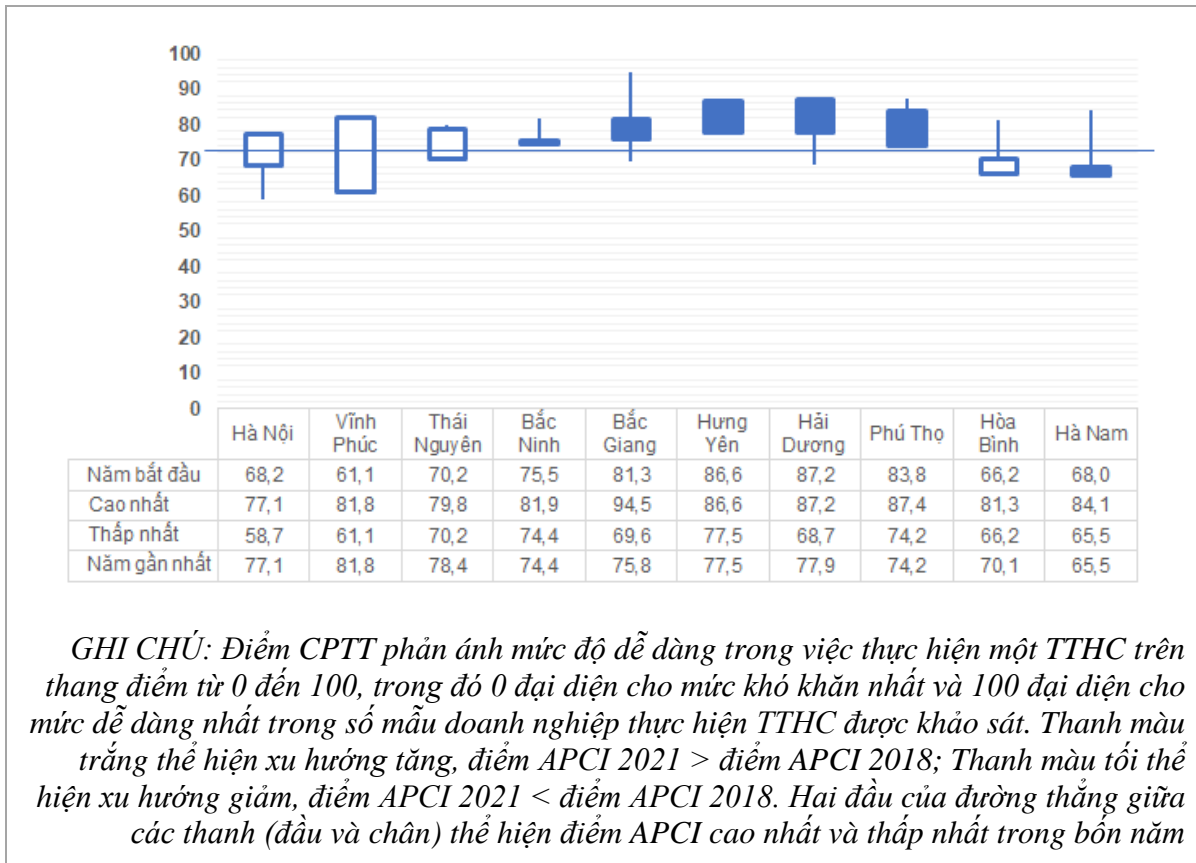 100
90
80
70
60
50
40
30
20
10
0
Hà Nội Vĩnh Phúc Thái Nguyên Bắc Ninh Bắc Giang Hưng Yên Hải Dương Phú Thọ Hòa Bình Hà Nam
Năm bắt đầu 68,2 61,1 70,2 75,5 81,3 86,6 87,2 83,8 66,2 68,0
Cao nhất 77,1 81,8 79,8 81,9 94,5 86,6 87,2 87,4 81,3 84,1
Thấp nhất 58,7 61,1 70,2 74,4 69,6 77,5 68,7 74,2 66,2 65,5
Năm gần nhất 77,1 81,8 78,4 74,4 75,8 77,5 77,9 74,2 70,1 65,5
GHI CHÚ: Điểm CPTT phản ánh mức độ dễ dàng trong việc thực hiện một TTHC trên
thang điểm từ 0 đến 100, trong đó 0 đại diện cho mức khó khăn nhất và 100 đại diện cho
mức dễ dàng nhất trong số mẫu doanh nghiệp thực hiện TTHC được khảo sát. Thanh màu
trắng thể hiện xu hướng tăng, điểm APCI 2021 > điểm APCI 2018; Thanh màu tối thể
hiện xu hướng giảm, điểm APCI 2021 < điểm APCI 2018. Hai đầu của đường thẳng giữa
các thanh (đầu và chân) thể hiện điểm APCI cao nhất và thấp nhất trong bốn năm